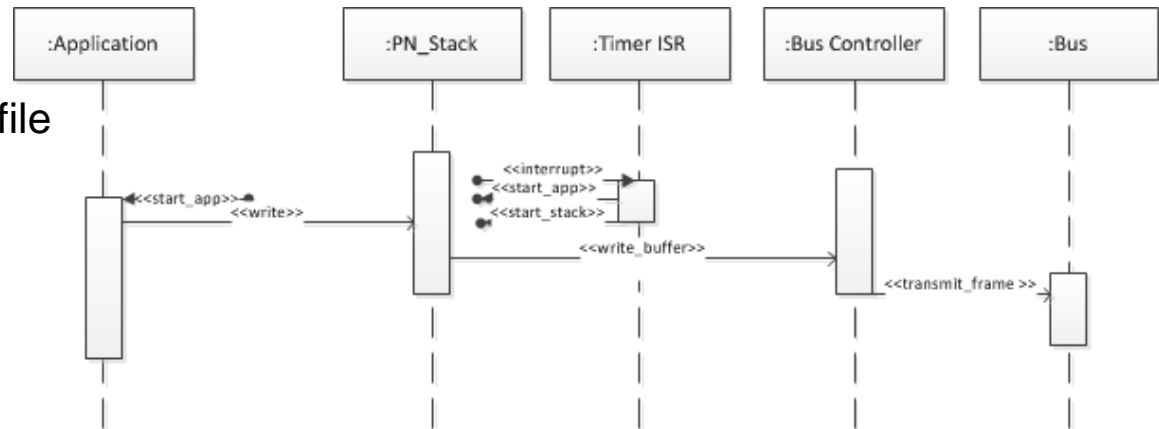 :Application
:PN_Stack
:Timer ISR
:Bus Controller
:Bus
file
<<interrupt>>
<<start_app>>
<<start_app>>
<<write>>
<<start_stack>>
<<write_buffer>>
<<transmit_frame >>